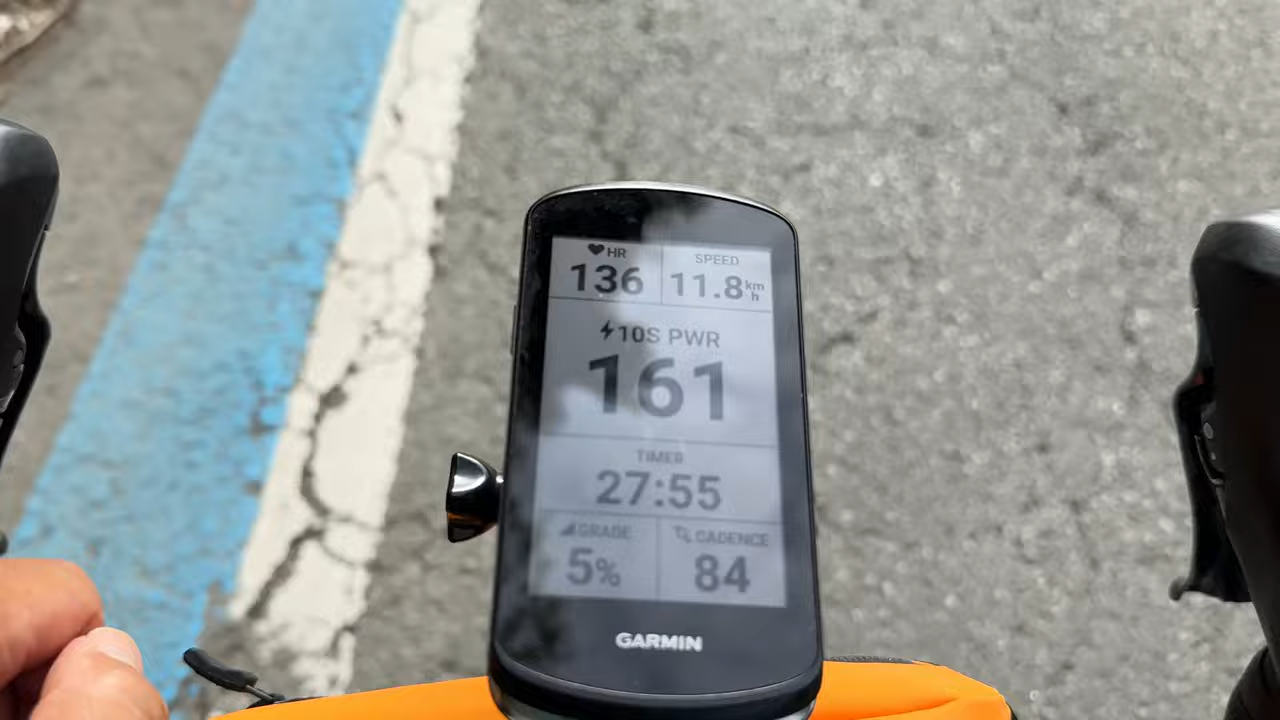 HR
136
SPEED
11.8 km/h
10S PWR
161
TIMER
27:55
GRADE
5%
CADENCE
84
GARMIN